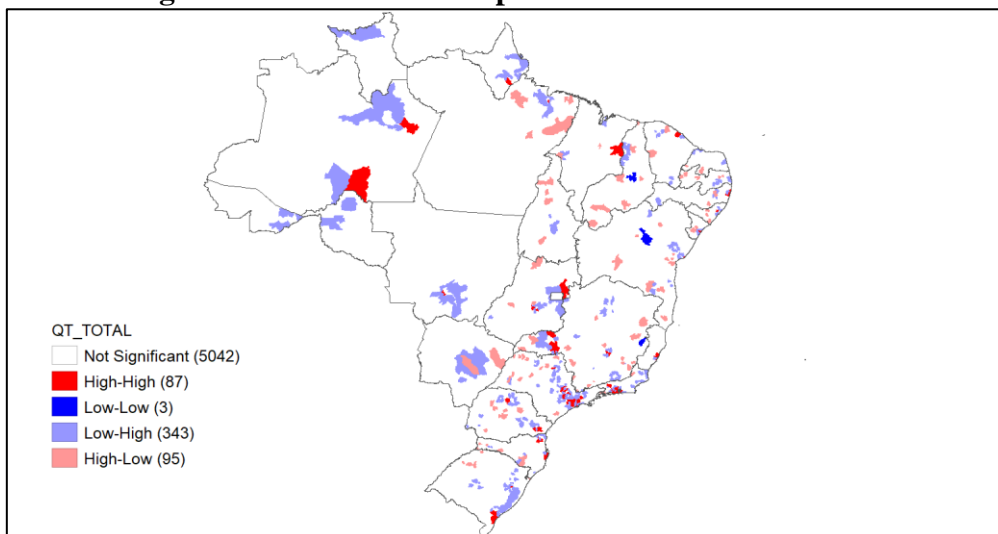 QT_TOTAL
Not Significant (5042)
High-High (87)
Low-Low (3)
Low-High (343)
High-Low (95)